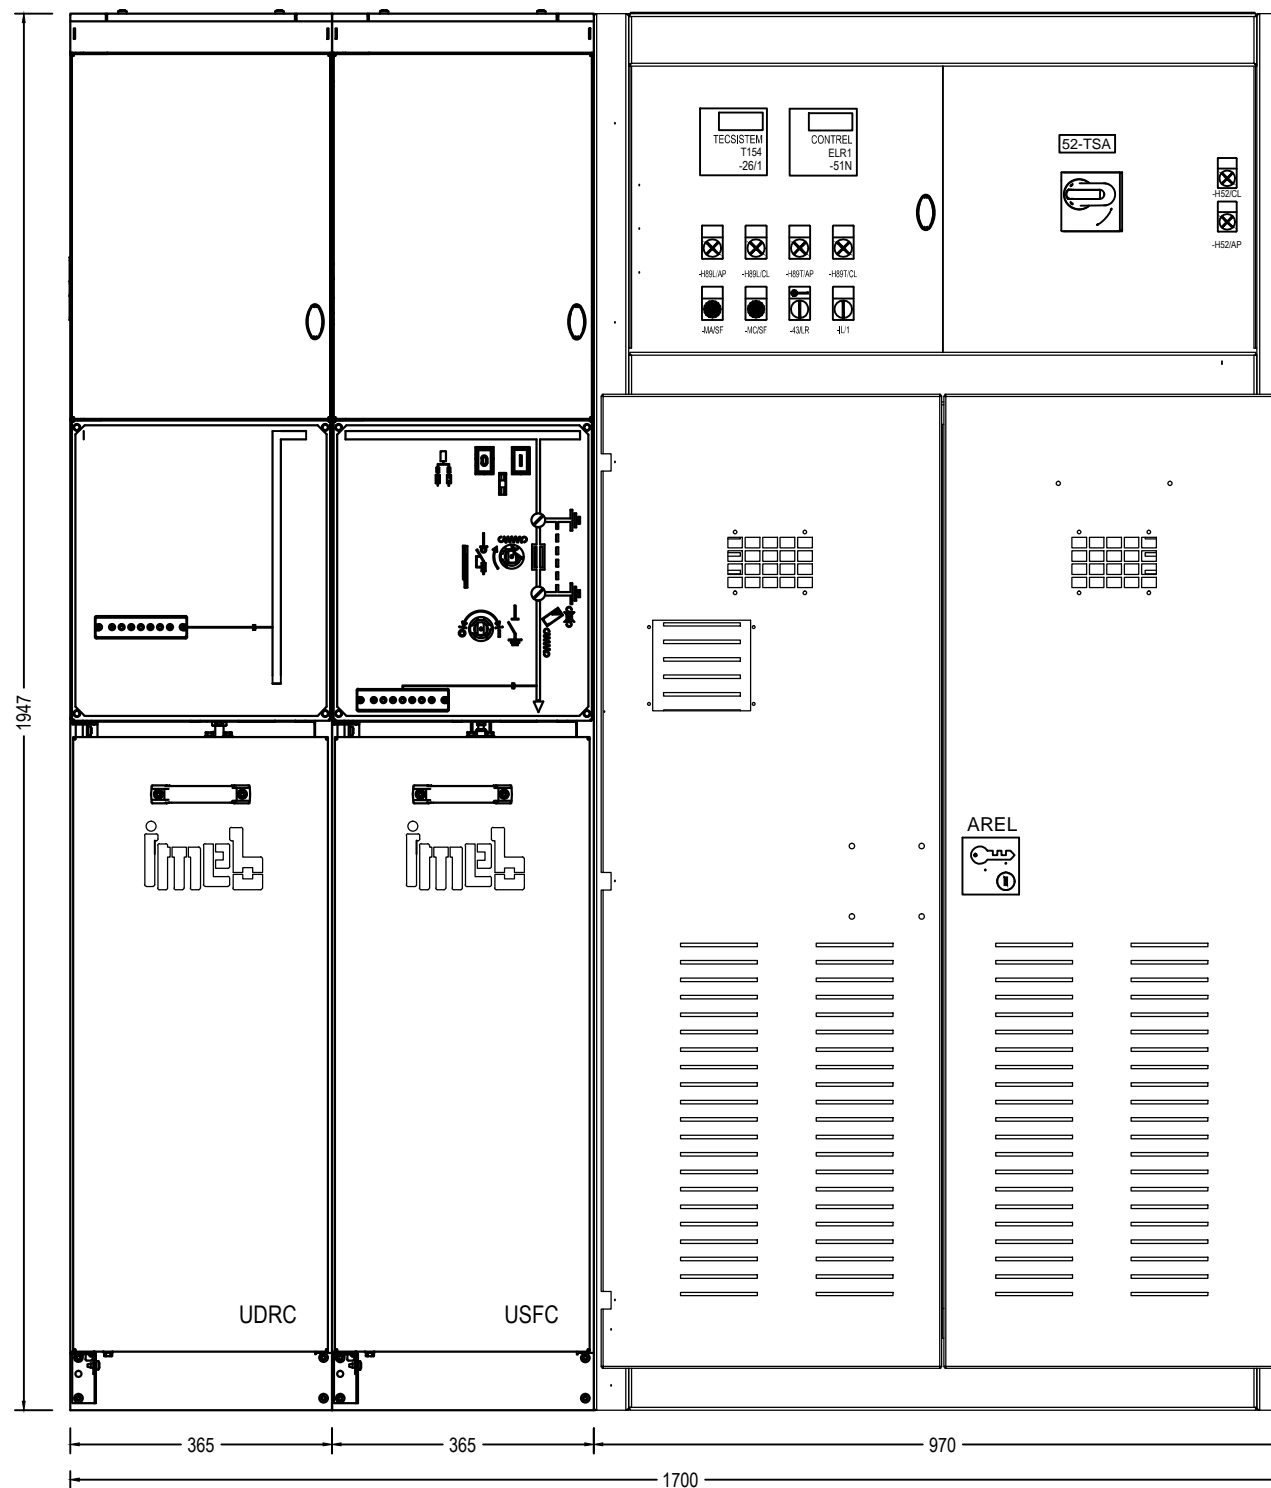 TECSISTEM
T154
-26/1
CONTREL
ELR1
-51N
52-TSA
-H52/CL
-H52/AP
-H89L/AP
-H89L/CL
-H89T/AP
-H89T/CL
-MA/SF
-MC/SF
-43/LR
-IL/1
1947
imeb
imeb
AREL
UDRC
USFC
365
365
970
1700